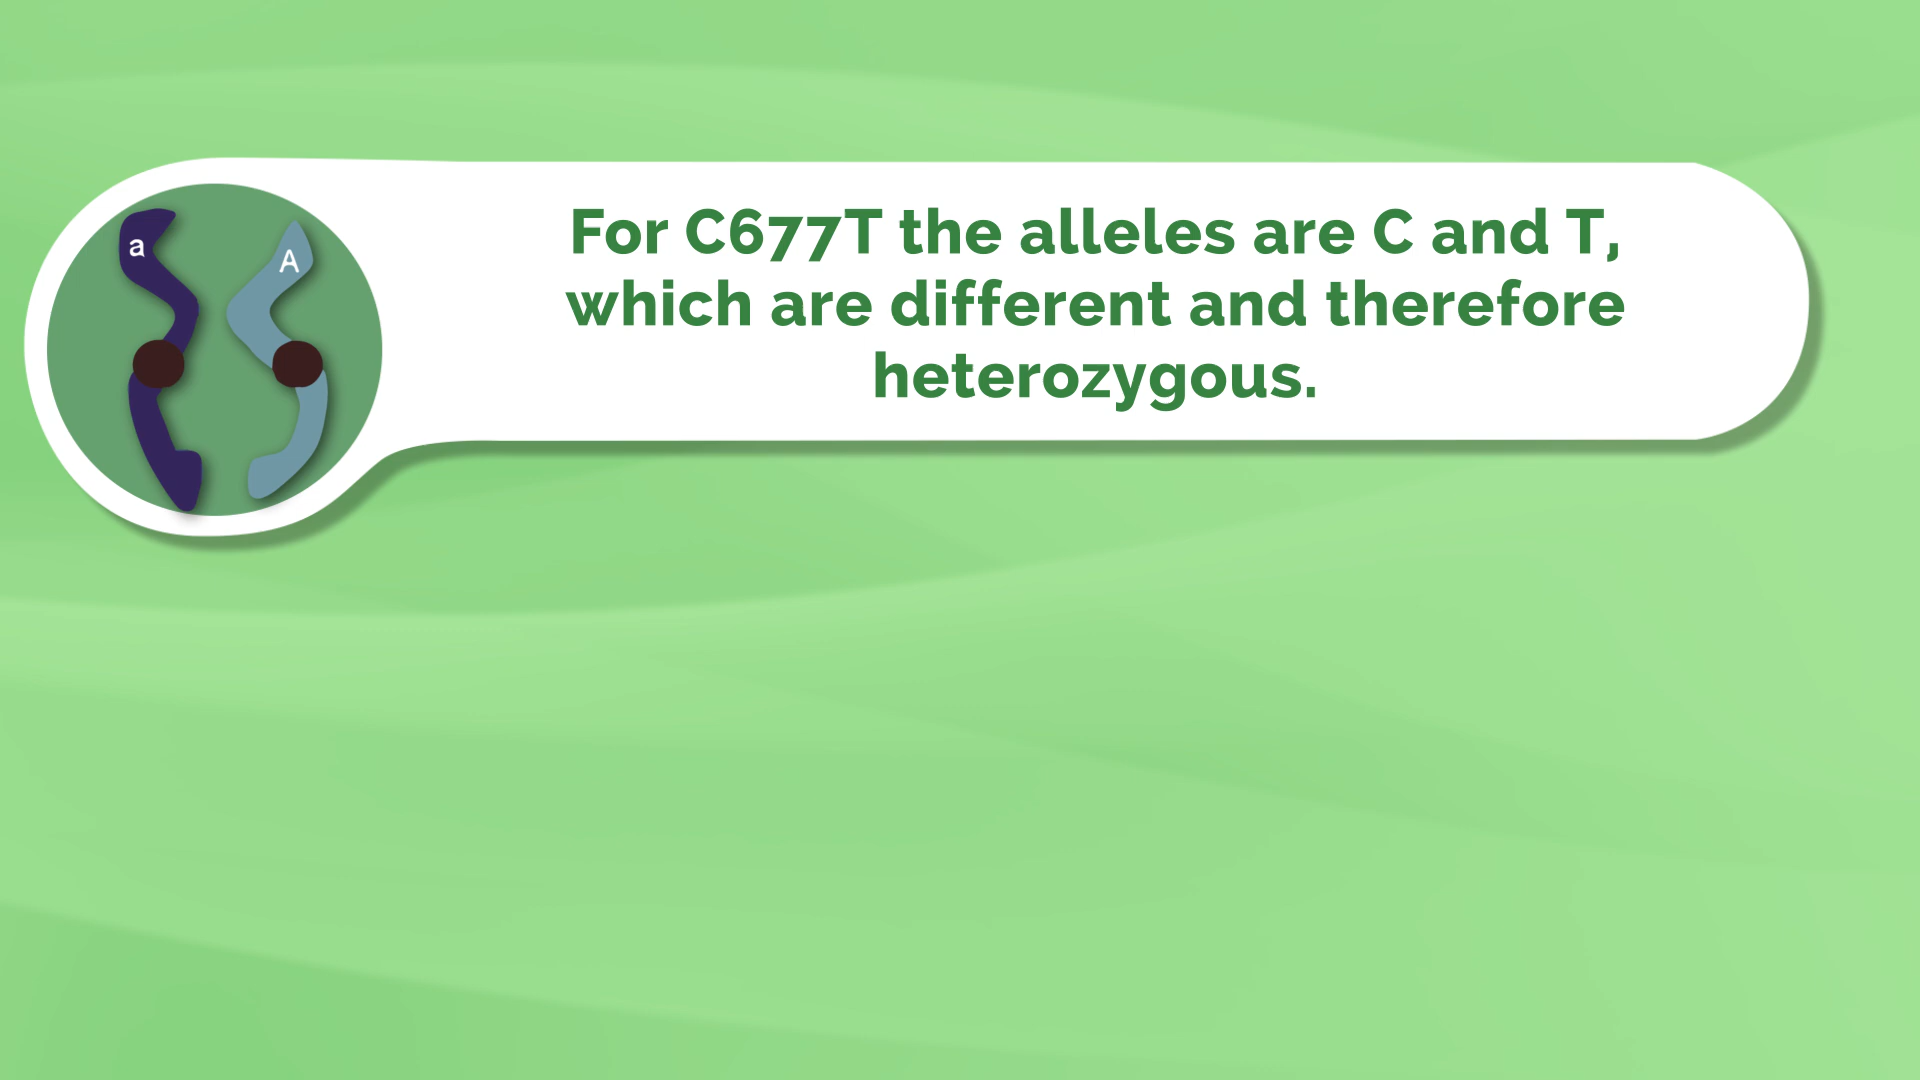 a
A
For C677T the alleles are C and T,
which are different and therefore
heterozygous.